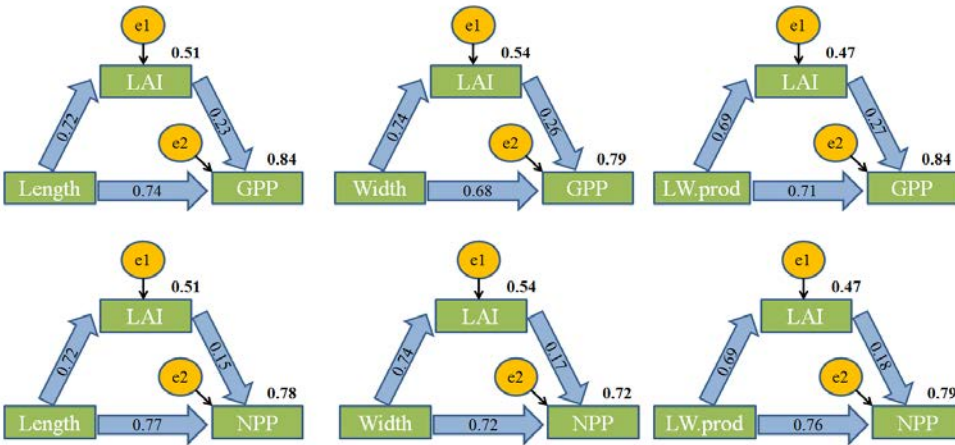 e1 e1 e1
0.51 0.54 0.47
LAI LAI LAI
0.72 0.23 0.74 0.26 0.69 0.27
e2 e2 e2
0.84 0.79 0.84
Length 0.74 GPP Width 0.68 GPP LW.prod 0.71 GPP
e1 e1 e1
0.51 0.54 0.47
LAI LAI LAI
0.72 0.15 0.74 0.17 0.69 0.18
e2 e2 e2
0.78 0.72 0.79
Length 0.77 NPP Width 0.72 NPP LW.prod 0.76 NPP